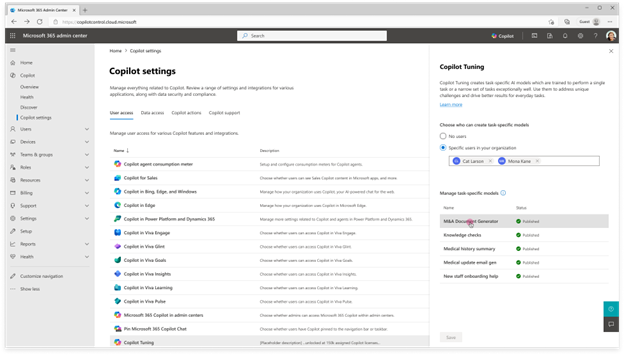 Microsoft 365 admin center
https://copilotcontrol.cloud.microsoft
Guest
Microsoft 365 admin center
Search
Copilot
Home
Copilot
Overview
Health
Discover
Copilot settings
Users
Devices
Teams & groups
Roles
Resources
Billing
Support
Settings
Setup
Reports
Health
Customize navigation
Show less
Home > Copilot settings
Copilot settings
Manage everything related to Copilot. Review a range of settings and integrations for various
applications, along with data security and compliance.
User access Data access Copilot actions Copilot support
Manage user access for various Copilot features and integrations.
Name ↓ Description
Copilot agent consumption meter Setup and configure consumption meters for Copilot agents.
Copilot for Sales Choose whether users can see Sales Copilot content in Microsoft apps, and more.
Copilot in Bing, Edge, and Windows Manage how your organization uses Copilot, your AI powered chat for the web.
Copilot in Edge Manage how your organization uses Copilot in Microsoft Edge.
Copilot in Power Platform and Dynamics 365 Manage more settings related to Copilot and agents in Power Platform and Dynamics 365
Copilot in Viva Engage Choose whether users can access Copilot in Viva Engage.
Copilot in Viva Glint Choose whether users can access Copilot in Viva Glint.
Copilot in Viva Goals Choose whether users can access Copilot in Viva Goals.
Copilot in Viva Insights Choose whether users can access Copilot in Viva Insights.
Copilot in Viva Learning Choose whether users can access Copilot in Viva Learning.
Copilot in Viva Pulse Choose whether users can access Copilot in Viva Pulse.
Microsoft 365 Copilot in admin centers Choose whether admins can access Microsoft 365 Copilot within admin centers.
Pin Microsoft 365 Copilot Chat Choose whether users have Copilot pinned to the navigation bar or taskbar.
Copilot Tuning [Placeholder description]... unlocked at assigned Copilot licenses...
Copilot Tuning
Copilot Tuning creates task-specific AI models which are trained to perform a single
task or a narrow set of tasks exceptionally well. Use them to address unique
challenges and drive better results for everyday tasks.
Learn more
Choose who can create task-specific models
No users
Specific users in your organization
Cat Larson Mona Kane
Manage task-specific models
Name Status
M&A Document Generator Published
Knowledge checks Published
Medical history summary Published
Medical update email gen Published
New staff onboarding help Published
Save